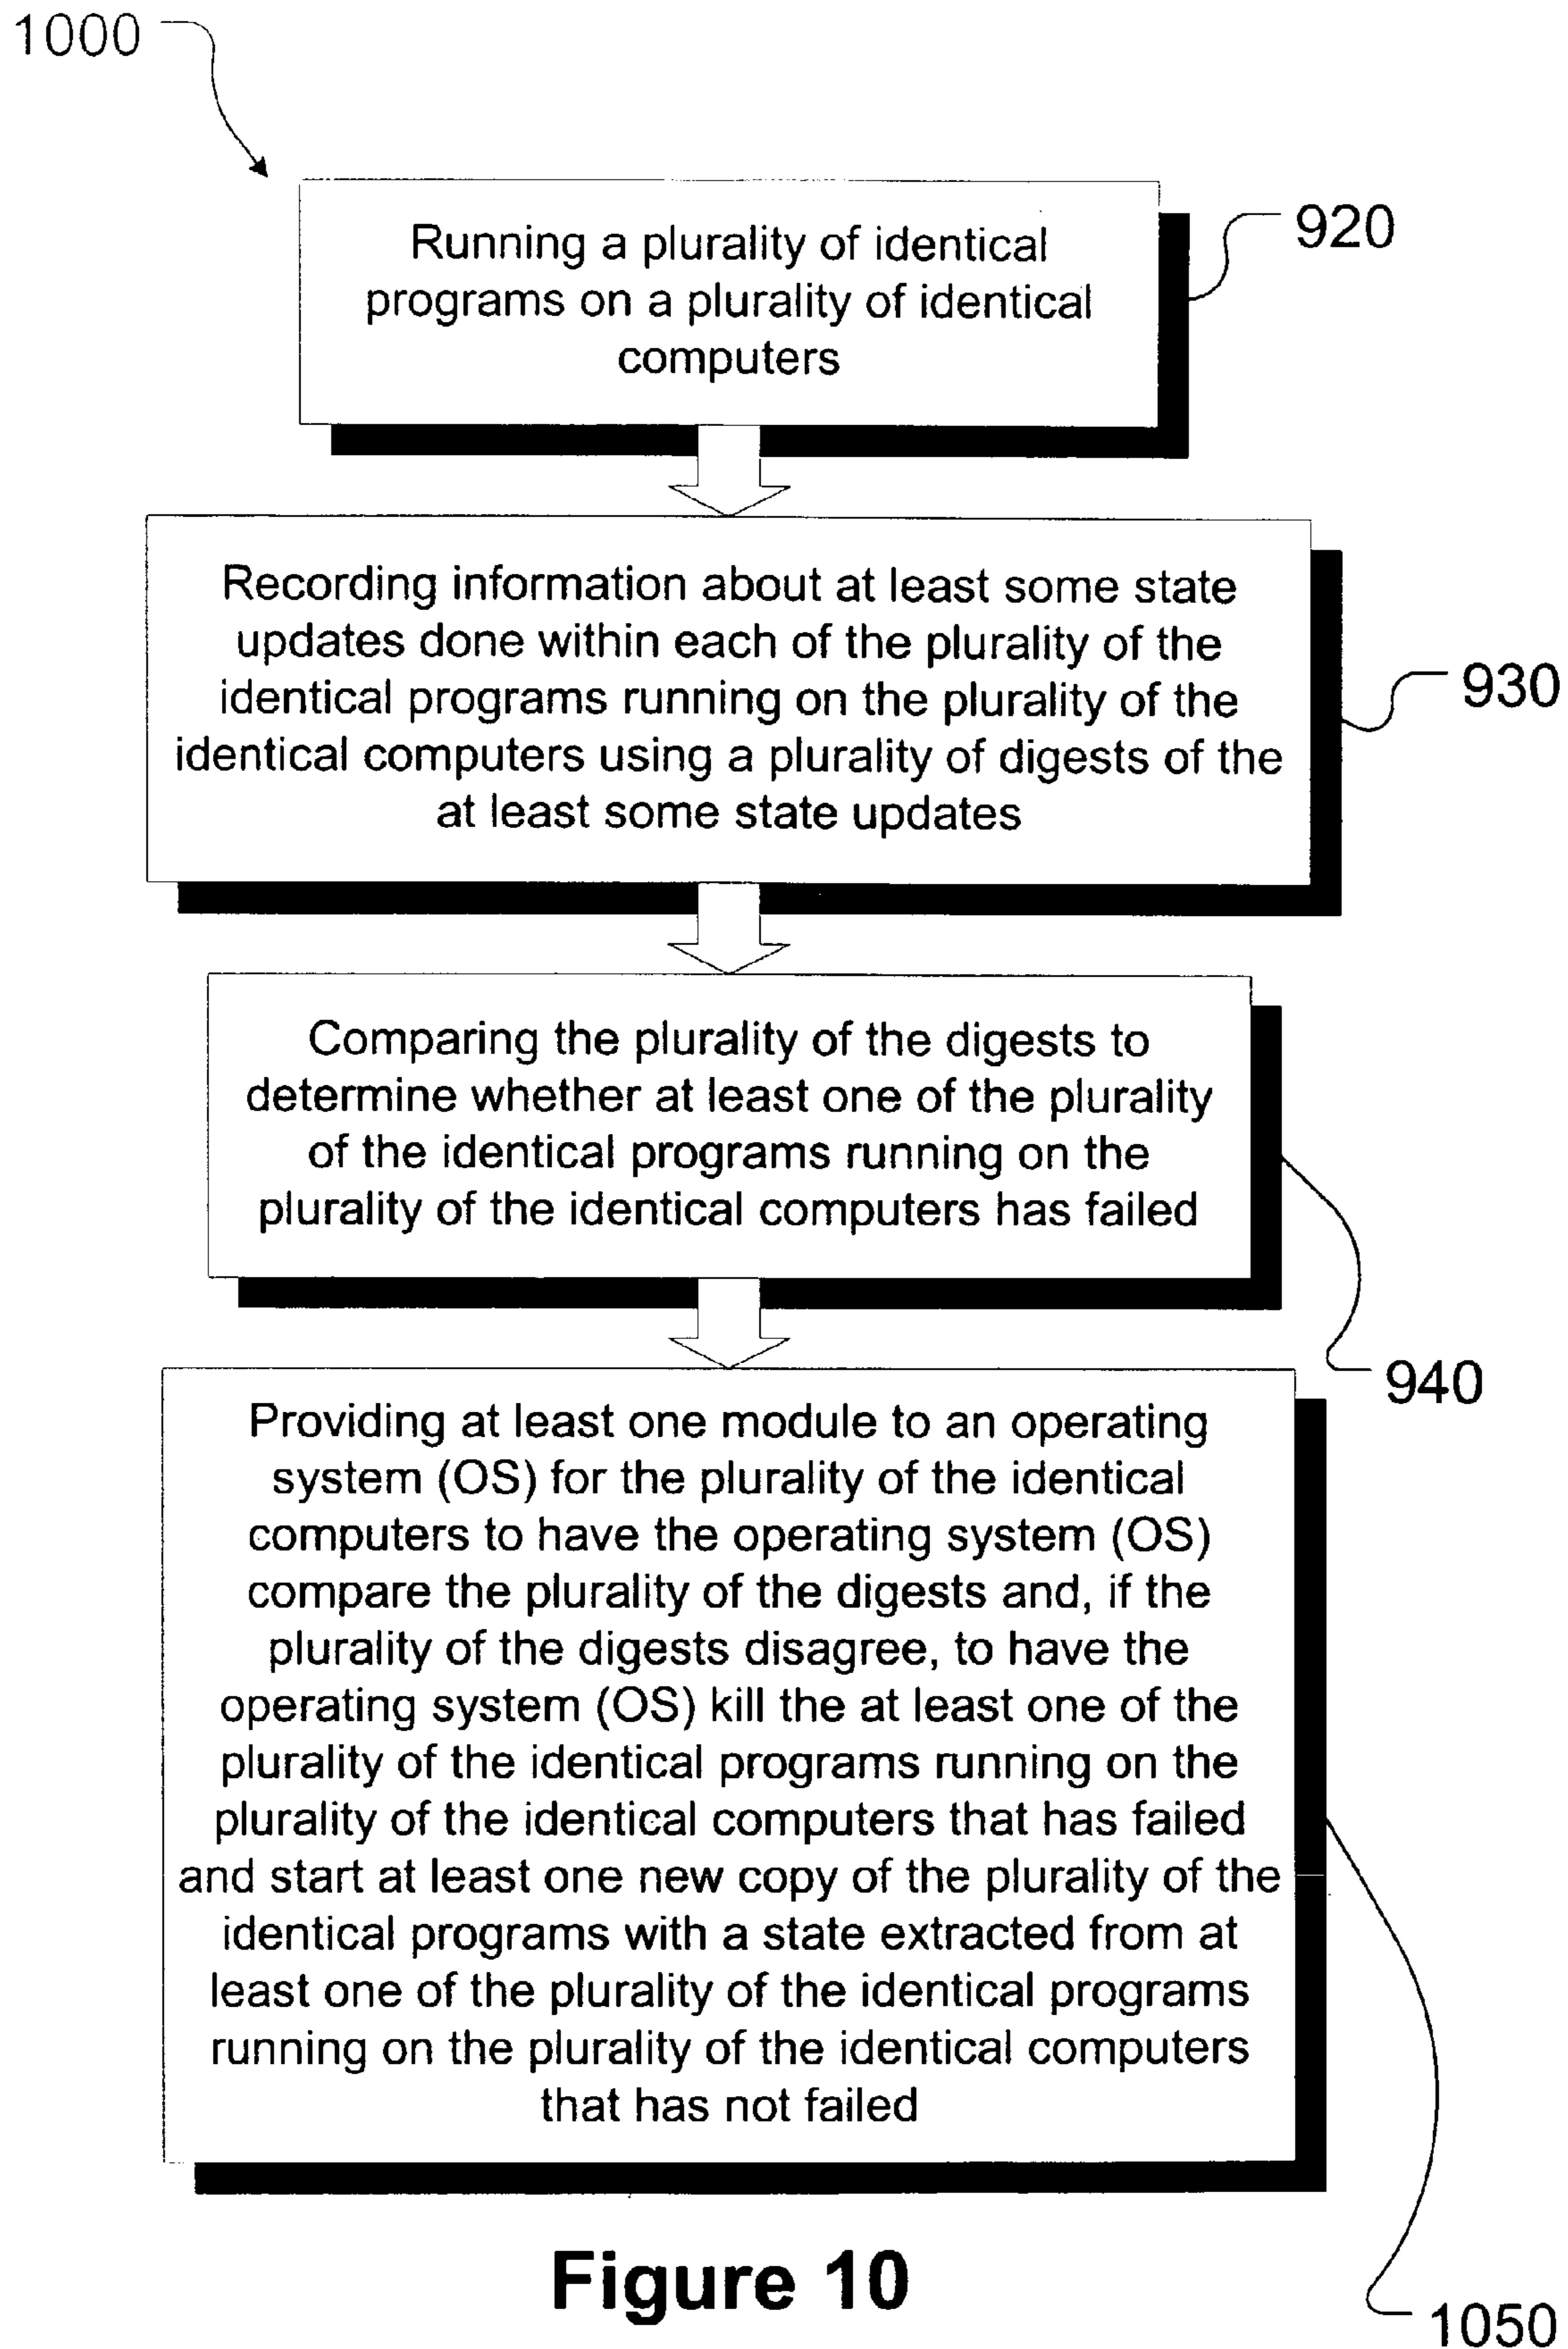 1000
Running a plurality of identical
programs on a plurality of identical
computers
920
Recording information about at least some state
updates done within each of the plurality of the
identical programs running on the plurality of the
identical computers using a plurality of digests of the
at least some state updates
930
Comparing the plurality of the digests to
determine whether at least one of the plurality
of the identical programs running on the
plurality of the identical computers has failed
940
Providing at least one module to an operating
system (OS) for the plurality of the identical
computers to have the operating system (OS)
compare the plurality of the digests and, if the
plurality of the digests disagree, to have the
operating system (OS) kill the at least one of the
plurality of the identical programs running on the
plurality of the identical computers that has failed
and start at least one new copy of the plurality of the
identical programs with a state extracted from at
least one of the plurality of the identical programs
running on the plurality of the identical computers
that has not failed
1050
Figure 10